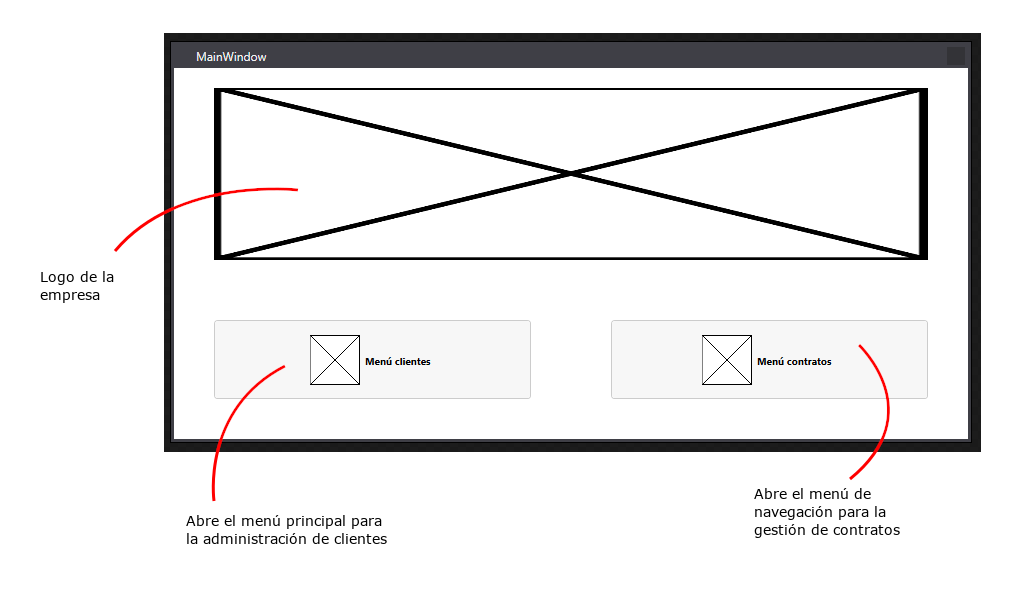 MainWindow
Logo de la
empresa
Menú clientes
Menú contratos
Abre el menú principal para
la administración de clientes
Abre el menú de
navegación para la
gestión de contratos